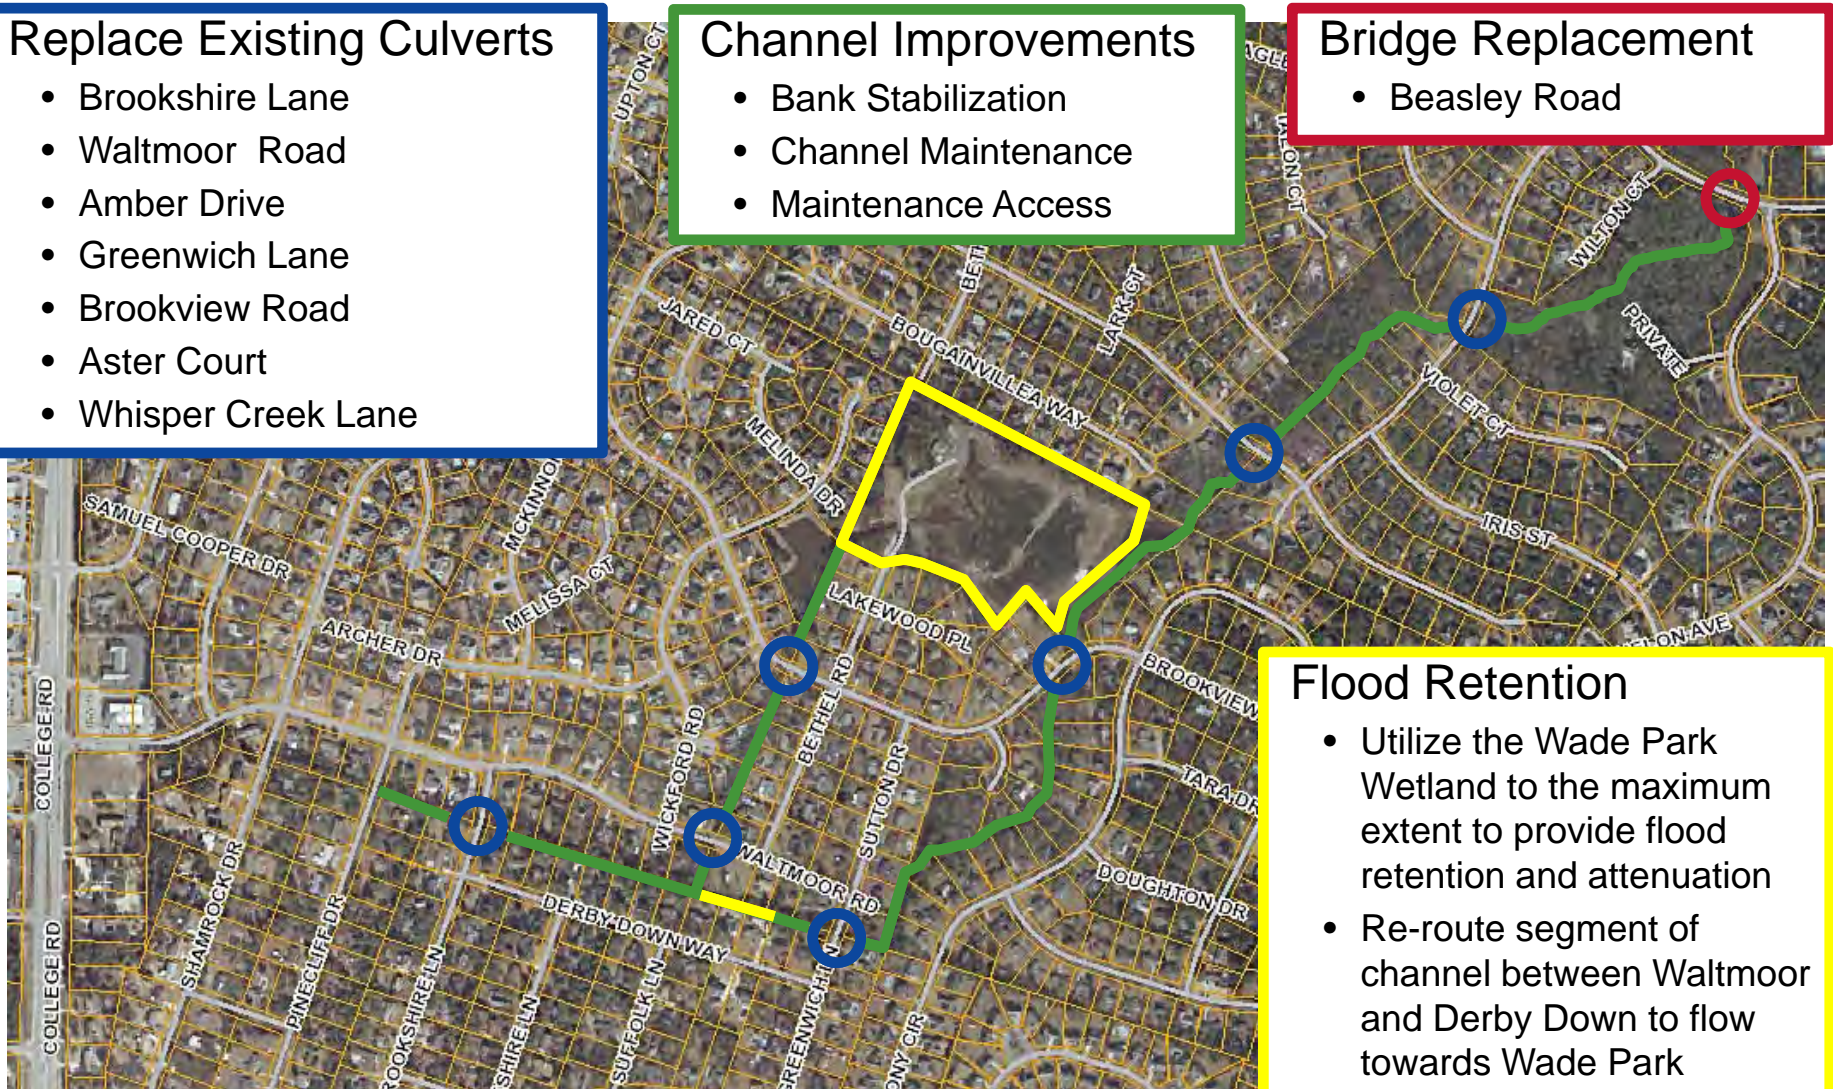 Replace Existing Culverts
• Brookshire Lane
• Waltmoor Road
• Amber Drive
• Greenwich Lane
• Brookview Road
• Aster Court
• Whisper Creek Lane
Channel Improvements
• Bank Stabilization
• Channel Maintenance
• Maintenance Access
Bridge Replacement
• Beasley Road
UPTON CT
TALON CT
WILTON CT
LARK CT
JARED CT
BOUGAINVILLEA WAY
PRIVATE
VIOLET CT
MELINDA DR
SAMUEL COOPER DR
IRIS ST
MELISSA CT
LAKEWOOD PL
ARCHER DR
BROOKVIEW
COLLEGE RD
BETHEL RD
WICKFORD RD
SUTTON DR
TARA DR
WALTMOOR RD
DOUGHTON DR
SHAMROCK DR
DERBY DOWN WAY
PINECLIFF DR
COLLEGE RD
SUFFOLK LN
Flood Retention
• Utilize the Wade Park
Wetland to the maximum
extent to provide flood
retention and attenuation
• Re-route segment of
channel between Waltmoor
and Derby Down to flow
towards Wade Park